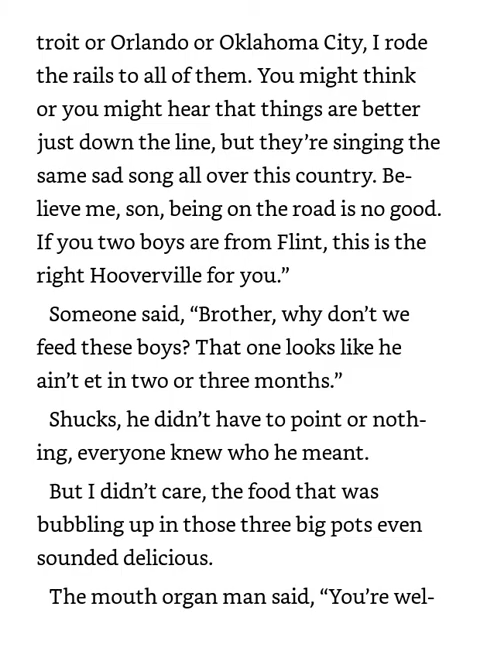 troit or Orlando or Oklahoma City, I rode
the rails to all of them. You might think
or you might hear that things are better
just down the line, but they’re singing the
same sad song all over this country. Be-
lieve me, son, being on the road is no good.
If you two boys are from Flint, this is the
right Hooverville for you.”
Someone said, “Brother, why don’t we
feed these boys? That one looks like he
ain’t et in two or three months.”
Shucks, he didn’t have to point or noth-
ing, everyone knew who he meant.
But I didn’t care, the food that was
bubbling up in those three big pots even
sounded delicious.
The mouth organ man said, “You’re wel-